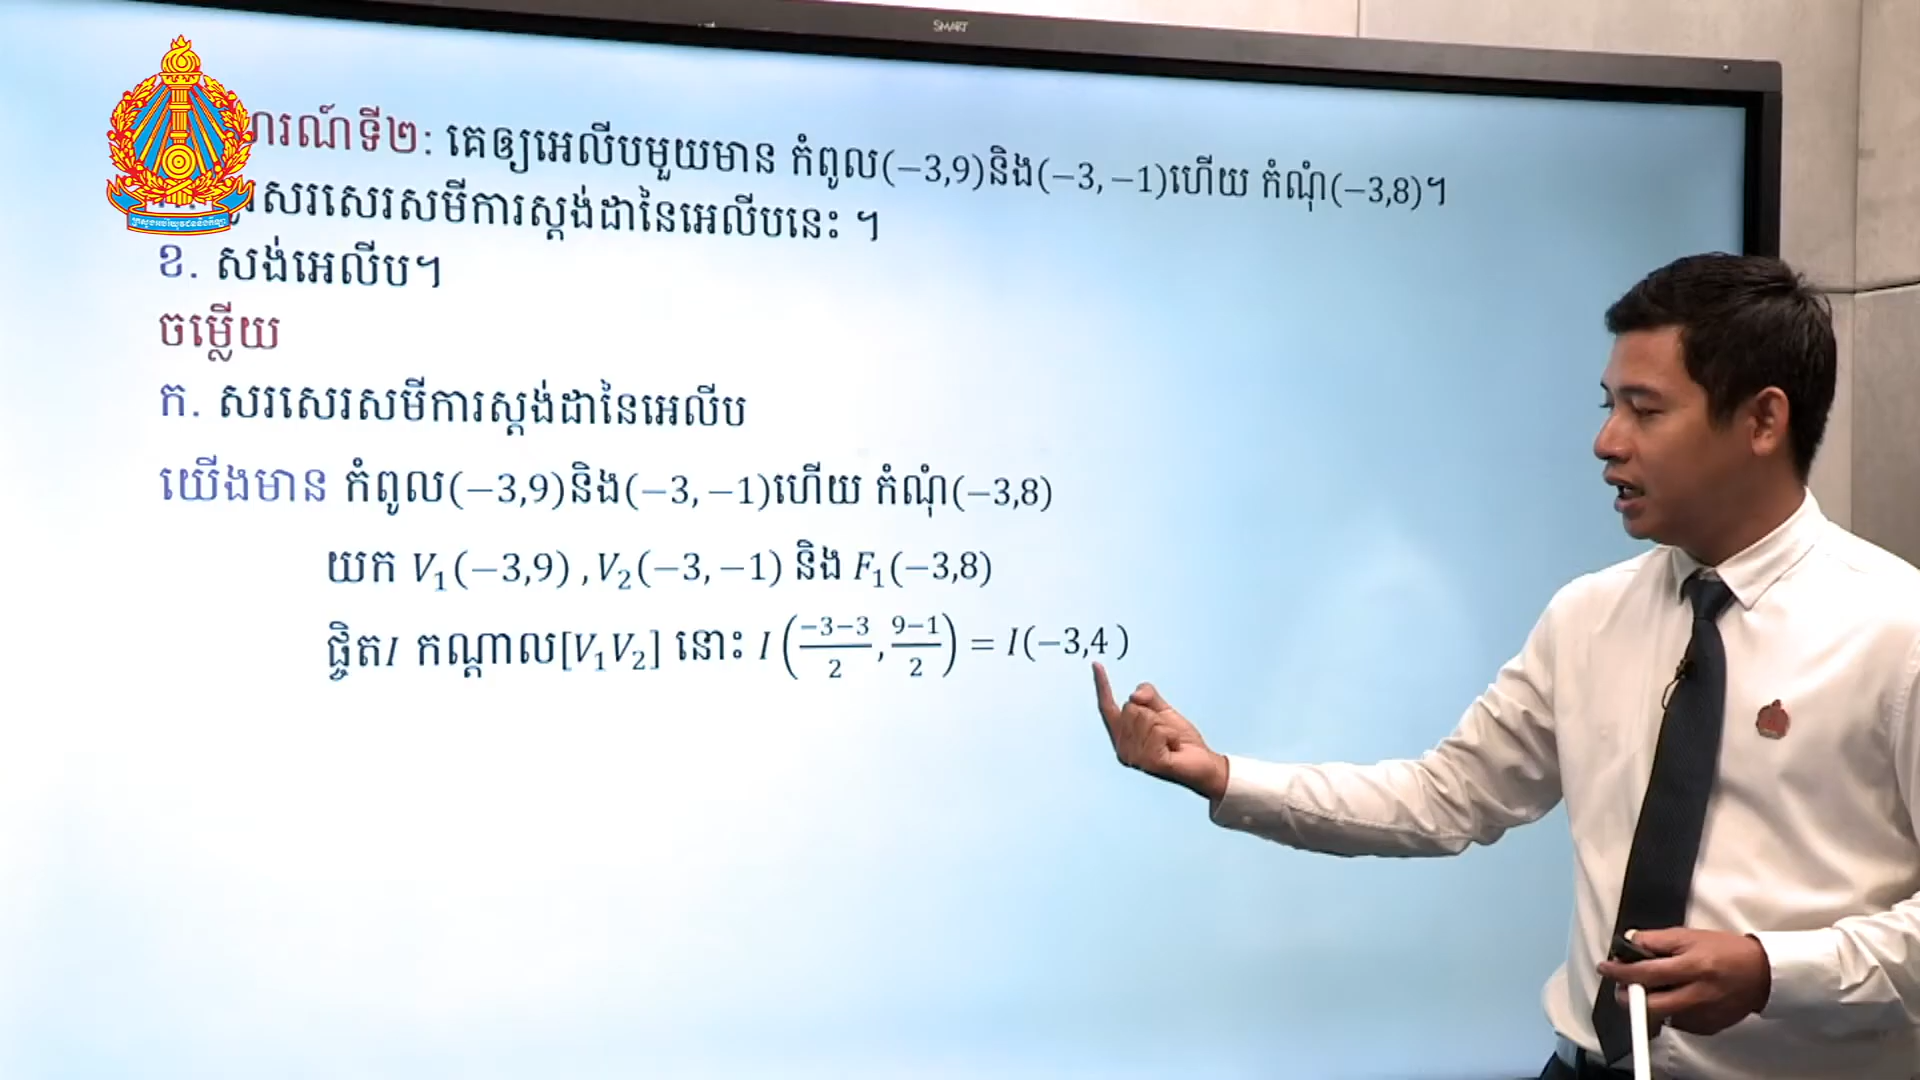 SMART
ារណ៍ទី២: គេឲ្យអេលីបមួយមាន កំពូល(−3,9)និង(−3, −1)ហើយ កំណុំ(−3,8)។
សរសេរសមីការស្តង់ដានៃអេលីបនេះ ។
ខ. សង់អេលីប។
ចម្លើយ
ក. សរសេរសមីការស្តង់ដានៃអេលីប
យើងមាន កំពូល(−3,9)និង(−3, −1)ហើយ កំណុំ(−3,8)
យក V₁(−3,9) ,V₂(−3, −1) និង F₁(−3,8)
ផ្ចិតI កណ្តាល[V₁V₂] នោះ I (−3−3/2 , 9−1/2) = I(−3,4 )